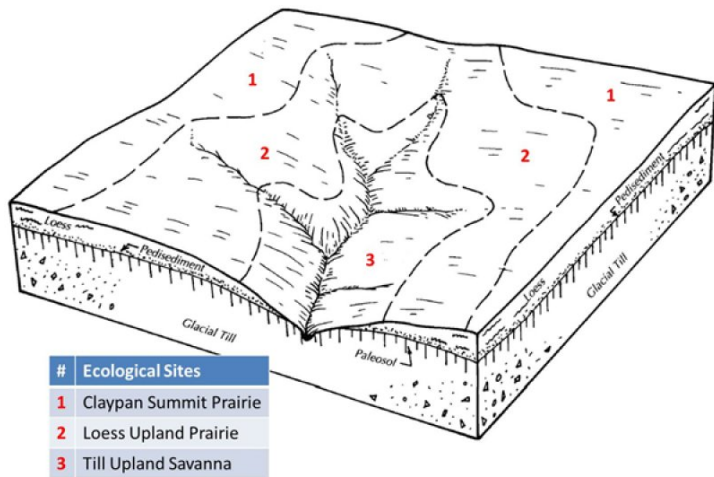 1
1
2
2
3
Loess
Pedisediment
Glacial Till
Paleosol
Loess
Pedisediment
Glacial Till
# Ecological Sites
1 Claypan Summit Prairie
2 Loess Upland Prairie
3 Till Upland Savanna